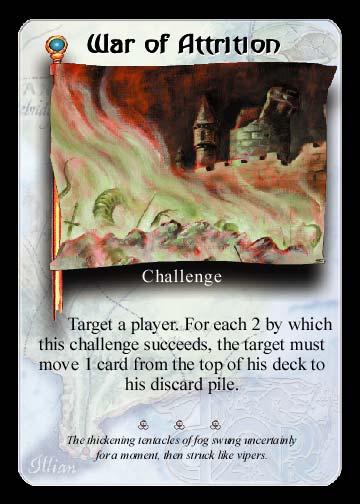 War of Attrition
Challenge
Target a player. For each 2 by which
this challenge succeeds, the target must
move 1 card from the top of his deck to
his discard pile.
The thickening tentacles of fog swung uncertainly
for a moment, then struck like vipers.
Illian